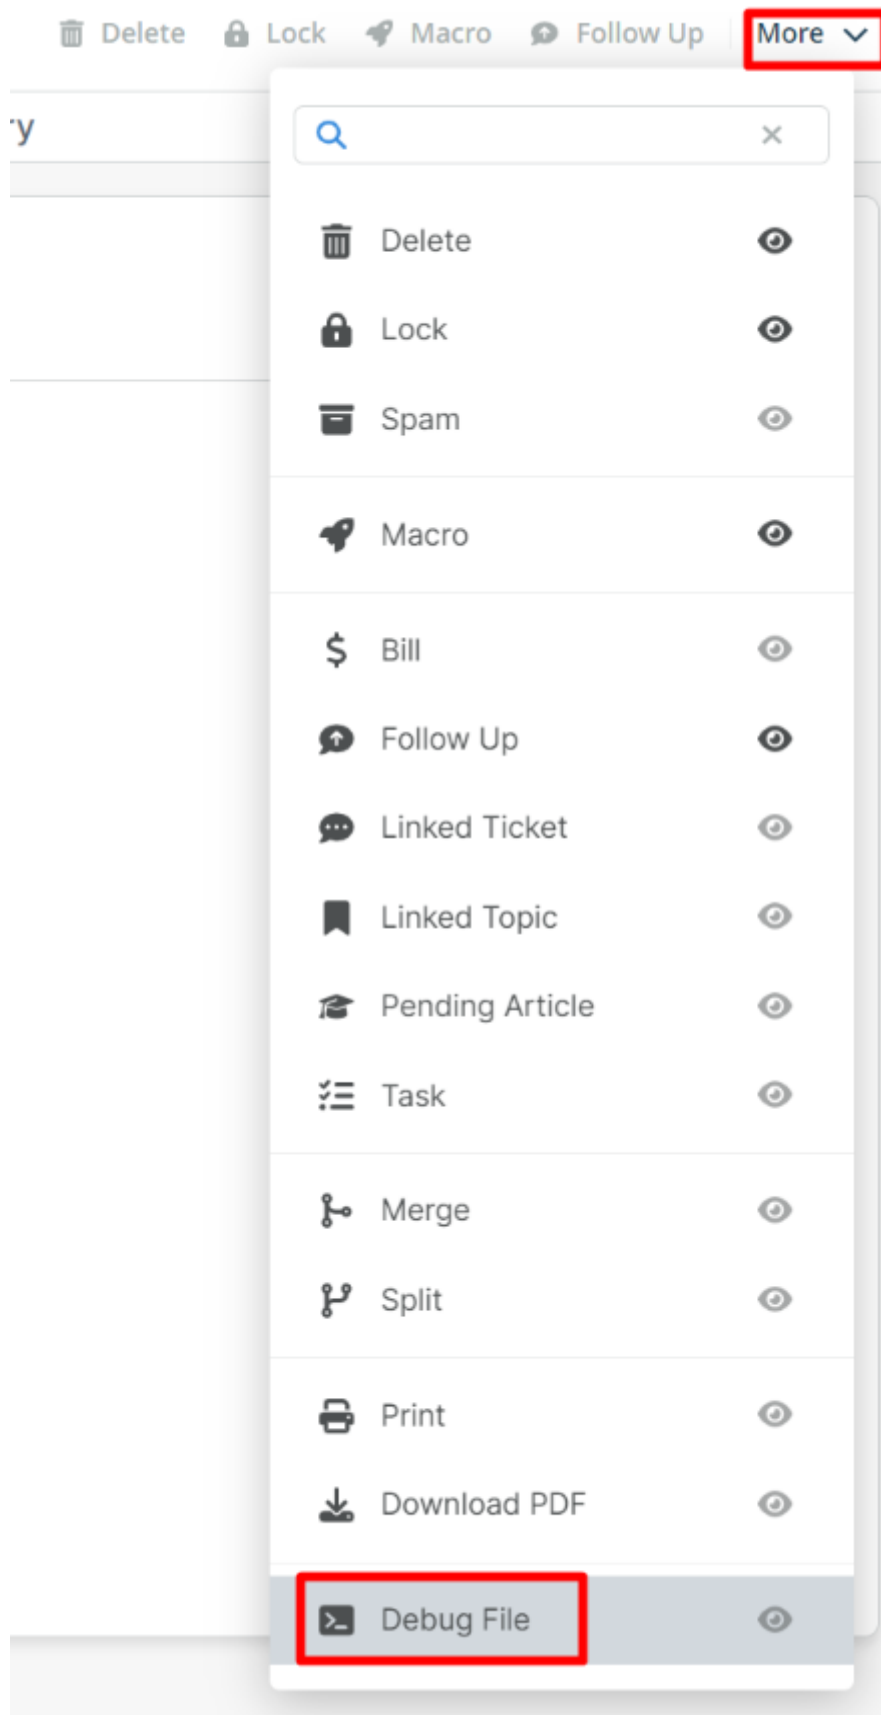 Delete Lock Macro Follow Up More
ry
Delete
Lock
Spam
Macro
$ Bill
Follow Up
Linked Ticket
Linked Topic
Pending Article
Task
Merge
Split
Print
Download PDF
Debug File